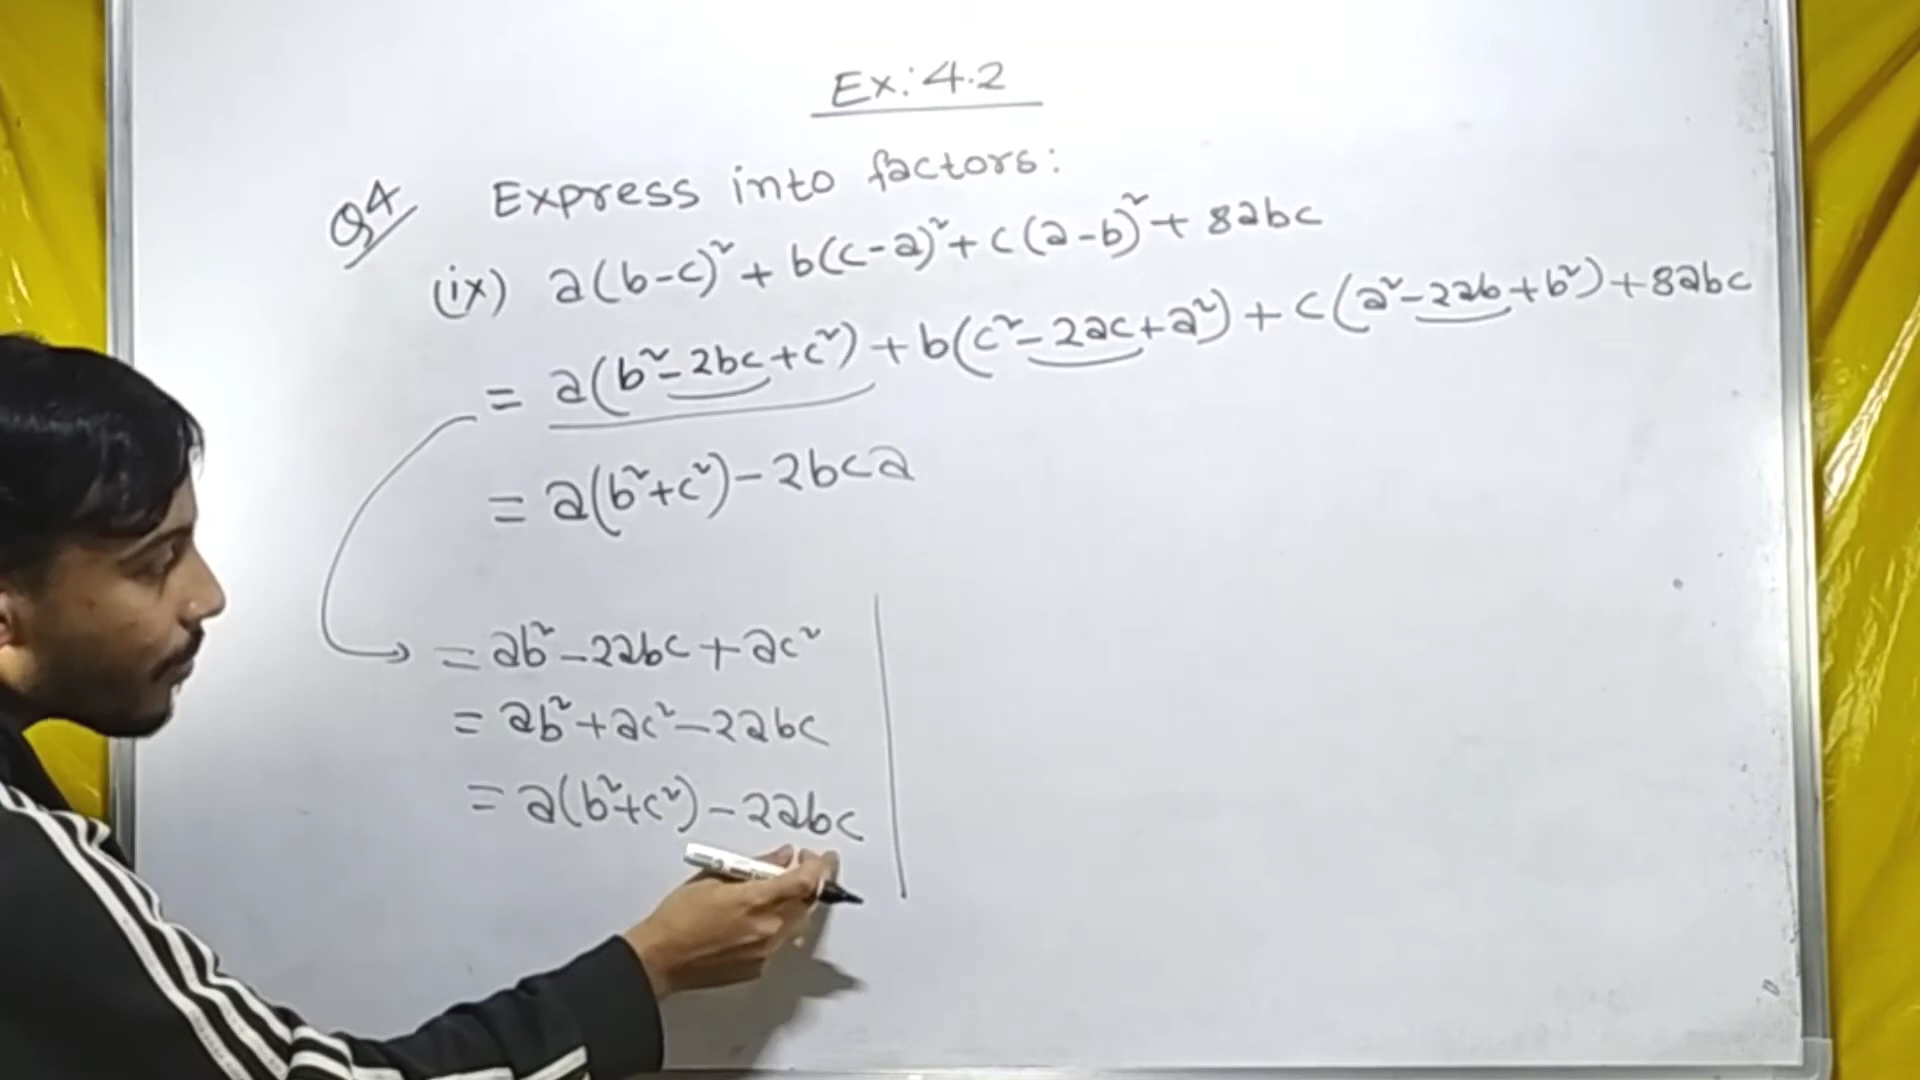 Ex: 4.2
Q4 Express into factors:
(ix) a(b-c)² + b(c-a)² + c(a-b)² + 8abc
= a(b² - 2bc + c²) + b(c² - 2ac + a²) + c(a² - 2ab + b²) + 8abc
= a(b² + c²) - 2bca
= ab² - 2abc + ac²
= ab² + ac² - 2abc
= a(b² + c²) - 2abc